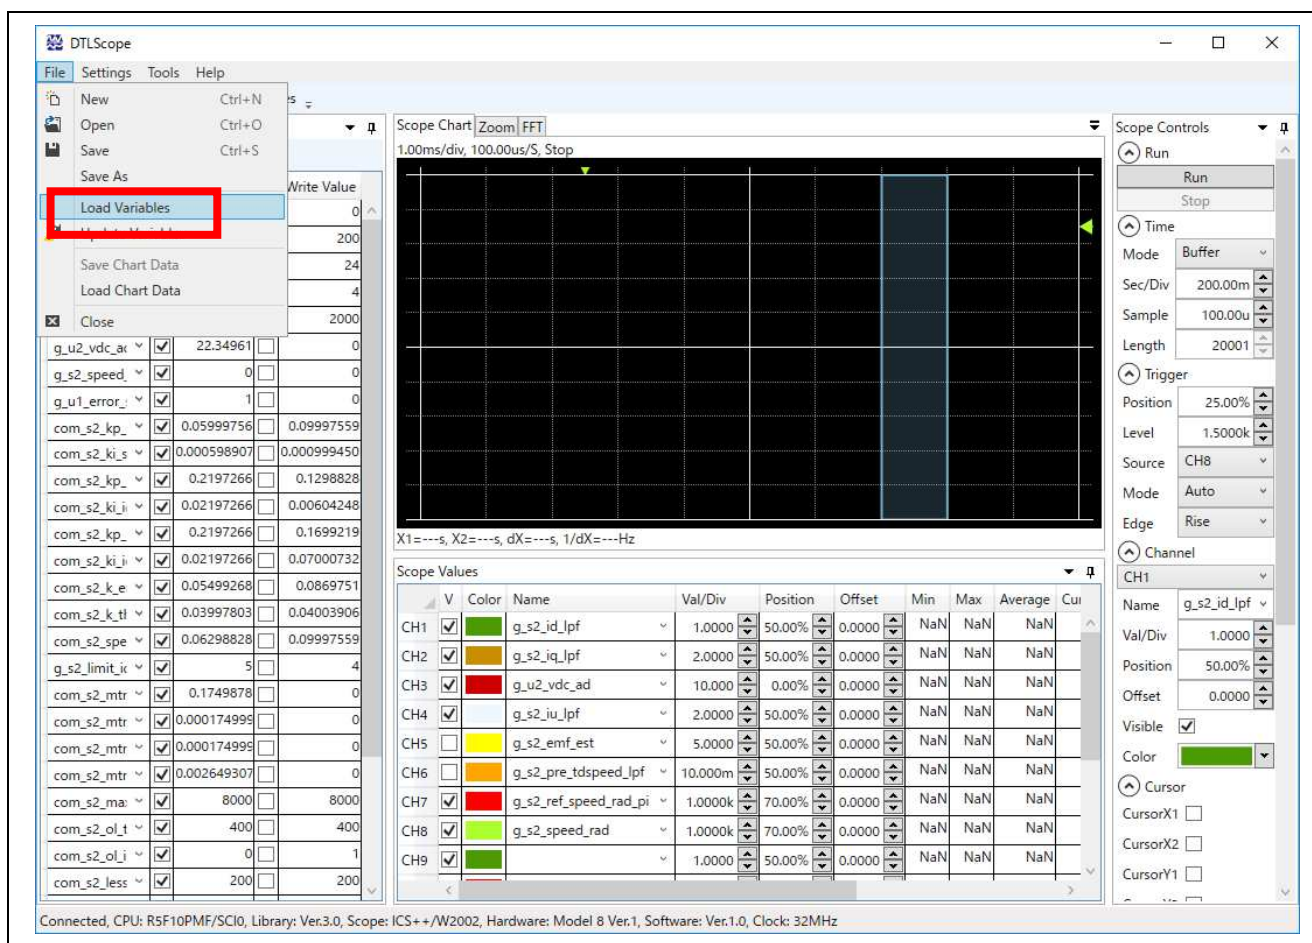 DTLScope
File Settings Tools Help
New Ctrl+N
Open Ctrl+O
Save Ctrl+S
Save As
Load Variables
Save Chart Data
Load Chart Data
Close
Write Value
0
200
24
4
2000
g_u2_vdc_a 22.34961 0
g_s2_speed_ 0 0
g_u1_error_ 1 0
com_s2_kp_ 0.05999756 0.09997559
com_s2_ki_s 0.000598907 0.000999450
com_s2_kp_ 0.2197266 0.1298828
com_s2_ki_i 0.02197266 0.00604248
com_s2_kp_ 0.2197266 0.1699219
com_s2_ki_i 0.02197266 0.07000732
com_s2_k_e 0.05499268 0.0869751
com_s2_k_tl 0.03997803 0.04003906
com_s2_spe 0.06298828 0.09997559
g_s2_limit_i 5 4
com_s2_mtr 0.1749878 0
com_s2_mtr 0.000174999 0
com_s2_mtr 0.000174999 0
com_s2_mtr 0.002649307 0
com_s2_ma 8000 8000
com_s2_ol_t 400 400
com_s2_ol_i 0 1
com_s2_less 200 200
Scope Chart Zoom FFT
1.00ms/div, 100.00us/S, Stop
X1=---s, X2=---s, dX=---s, 1/dX=---Hz
Scope Values
V Color Name Val/Div Position Offset Min Max Average Cur
CH1 g_s2_id_lpf 1.0000 50.00% 0.0000 NaN NaN NaN
CH2 g_s2_iq_lpf 2.0000 50.00% 0.0000 NaN NaN NaN
CH3 g_u2_vdc_ad 10.000 0.00% 0.0000 NaN NaN NaN
CH4 g_s2_iu_lpf 2.0000 50.00% 0.0000 NaN NaN NaN
CH5 g_s2_emf_est 5.0000 50.00% 0.0000 NaN NaN NaN
CH6 g_s2_pre_tdspeed_lpf 10.000m 50.00% 0.0000 NaN NaN NaN
CH7 g_s2_ref_speed_rad_pi 1.0000k 70.00% 0.0000 NaN NaN NaN
CH8 g_s2_speed_rad 1.0000k 70.00% 0.0000 NaN NaN NaN
CH9 1.0000 50.00% 0.0000 NaN NaN NaN
Scope Controls
Run
Run
Stop
Time
Mode Buffer
Sec/Div 200.00m
Sample 100.00u
Length 20001
Trigger
Position 25.00%
Level 1.5000k
Source CH8
Mode Auto
Edge Rise
Channel
CH1
Name g_s2_id_lpf
Val/Div 1.0000
Position 50.00%
Offset 0.0000
Visible
Color
Cursor
CursorX1
CursorX2
CursorY1
Connected, CPU: R5F10PMF/SCI0, Library: Ver.3.0, Scope: ICS++/W2002, Hardware: Model 8 Ver.1, Software: Ver.1.0, Clock: 32MHz